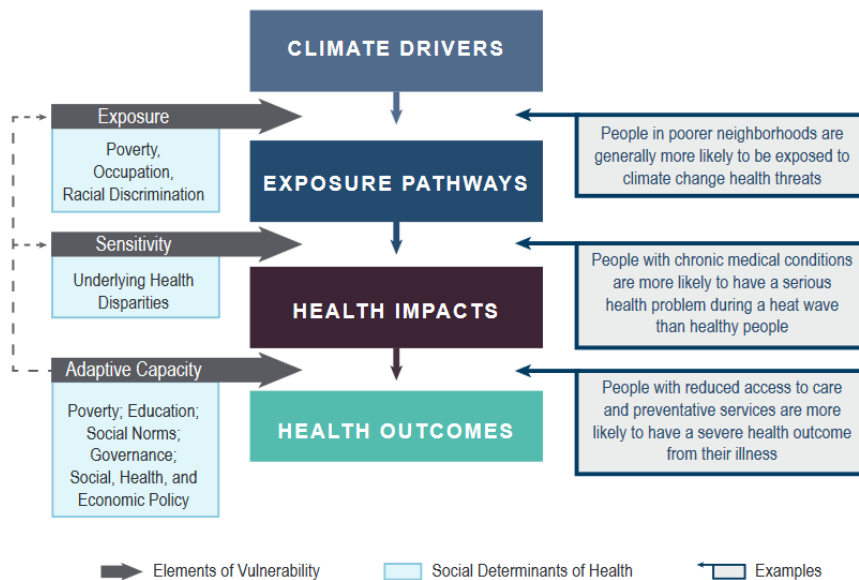 CLIMATE DRIVERS
Exposure
Poverty,
Occupation,
Racial Discrimination
People in poorer neighborhoods are
generally more likely to be exposed to
climate change health threats
EXPOSURE PATHWAYS
Sensitivity
Underlying Health
Disparities
People with chronic medical conditions
are more likely to have a serious
health problem during a heat wave
than healthy people
HEALTH IMPACTS
Adaptive Capacity
Poverty; Education;
Social Norms;
Governance;
Social, Health, and
Economic Policy
People with reduced access to care
and preventative services are more
likely to have a severe health outcome
from their illness
HEALTH OUTCOMES
Elements of Vulnerability
Social Determinants of Health
Examples